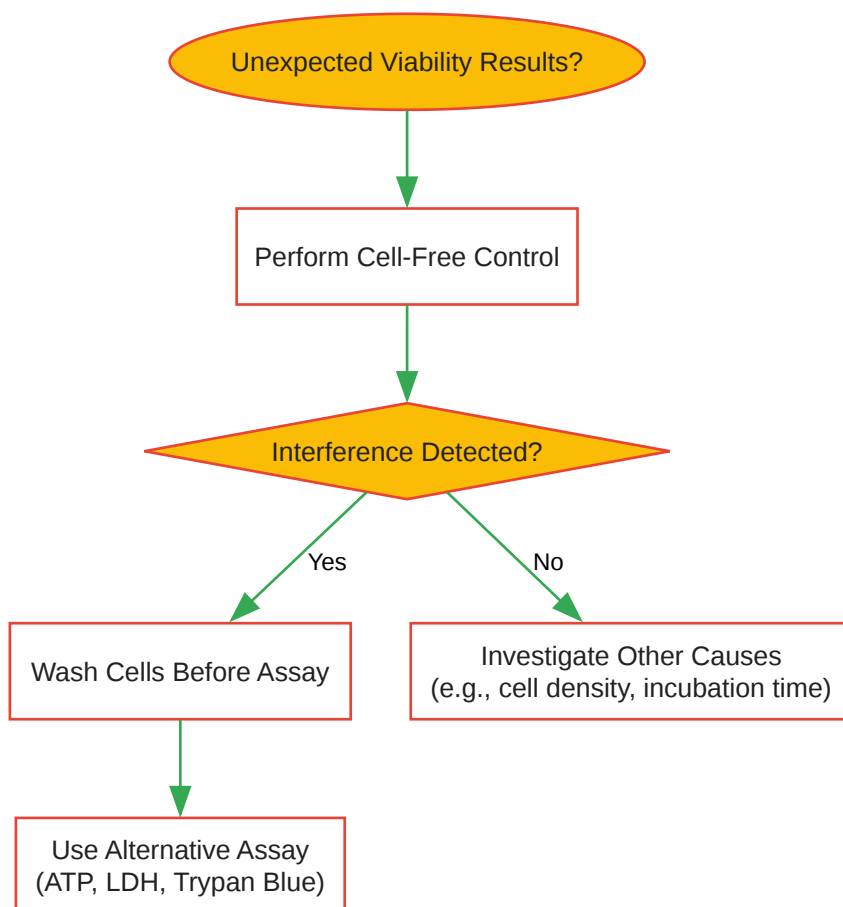 Unexpected Viability Results?
Perform Cell-Free Control
Interference Detected?
Yes
No
Wash Cells Before Assay
Investigate Other Causes
(e.g., cell density, incubation time)
Use Alternative Assay
(ATP, LDH, Trypan Blue)